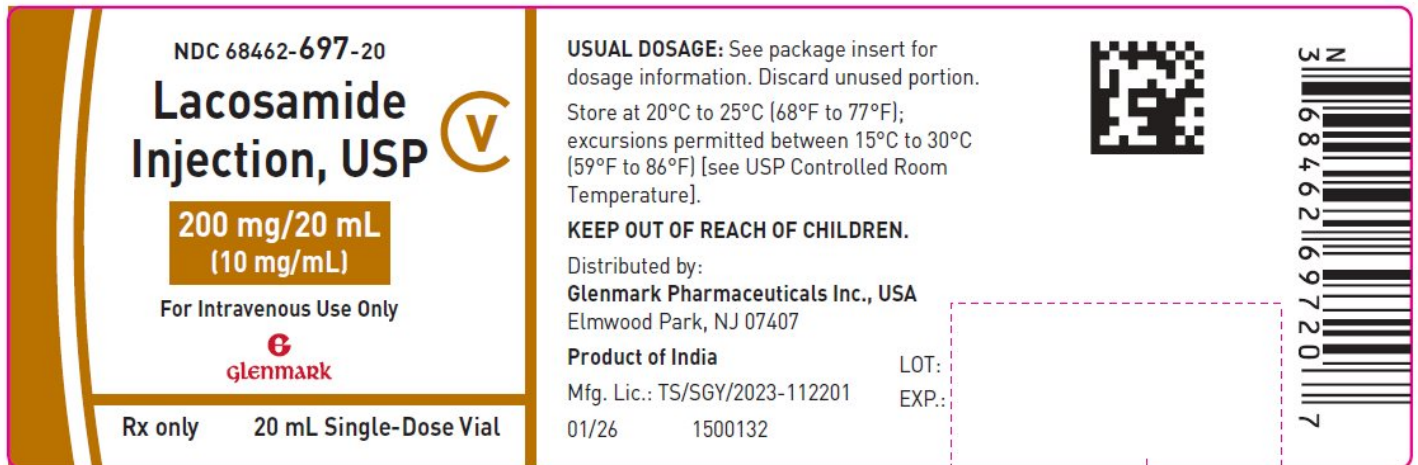 NDC 68462-697-20
Lacosamide
Injection, USP
CV
200 mg/20 mL
(10 mg/mL)
For Intravenous Use Only
G
glenmark
Rx only 20 mL Single-Dose Vial
USUAL DOSAGE: See package insert for
dosage information. Discard unused portion.
Store at 20°C to 25°C (68°F to 77°F);
excursions permitted between 15°C to 30°C
(59°F to 86°F) [see USP Controlled Room
Temperature].
KEEP OUT OF REACH OF CHILDREN.
Distributed by:
Glenmark Pharmaceuticals Inc., USA
Elmwood Park, NJ 07407
Product of India
Mfg. Lic.: TS/SGY/2023-112201
01/26 1500132
LOT:
EXP.:
N
3 68462 69720 7